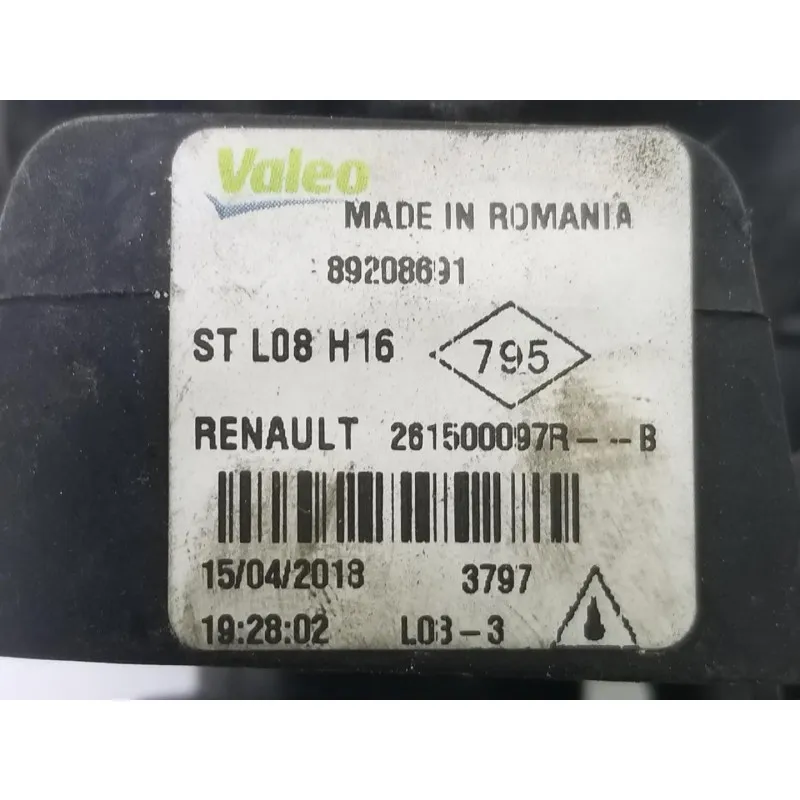 Valeo
MADE IN ROMANIA
89208691
ST L08 H16
795
RENAULT 261500097R -- B
15/04/2018 3797
19:28:02 L08-3